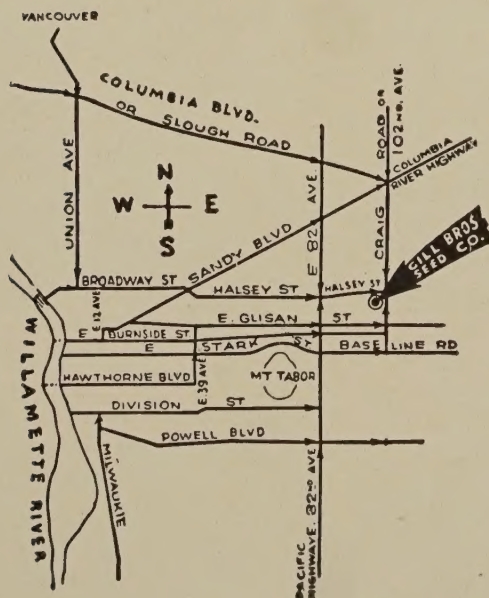 VANCOUVER
COLUMBIA BLVD.
OR SLOUGH ROAD
ROAD OR
102ND. AVE.
COLUMBIA
RIVER HIGHWAY
UNION AVE
N
W E
S
E 82 AVE.
CRAIG
SANDY BLVD
GILL BROS.
SEED CO.
BROADWAY ST
HALSEY ST
HALSEY ST
E. 12 AVE
E. GLISAN ST
E BURNSIDE ST.
E STARK ST
BASE LINE RD
HAWTHORNE BLVD
E. 39 AVE
MT TABOR
DIVISION ST
POWELL BLVD
WILLAMETTE RIVER
MILWAUKIE
PACIFIC
HIGHWAY. 82ND AVE